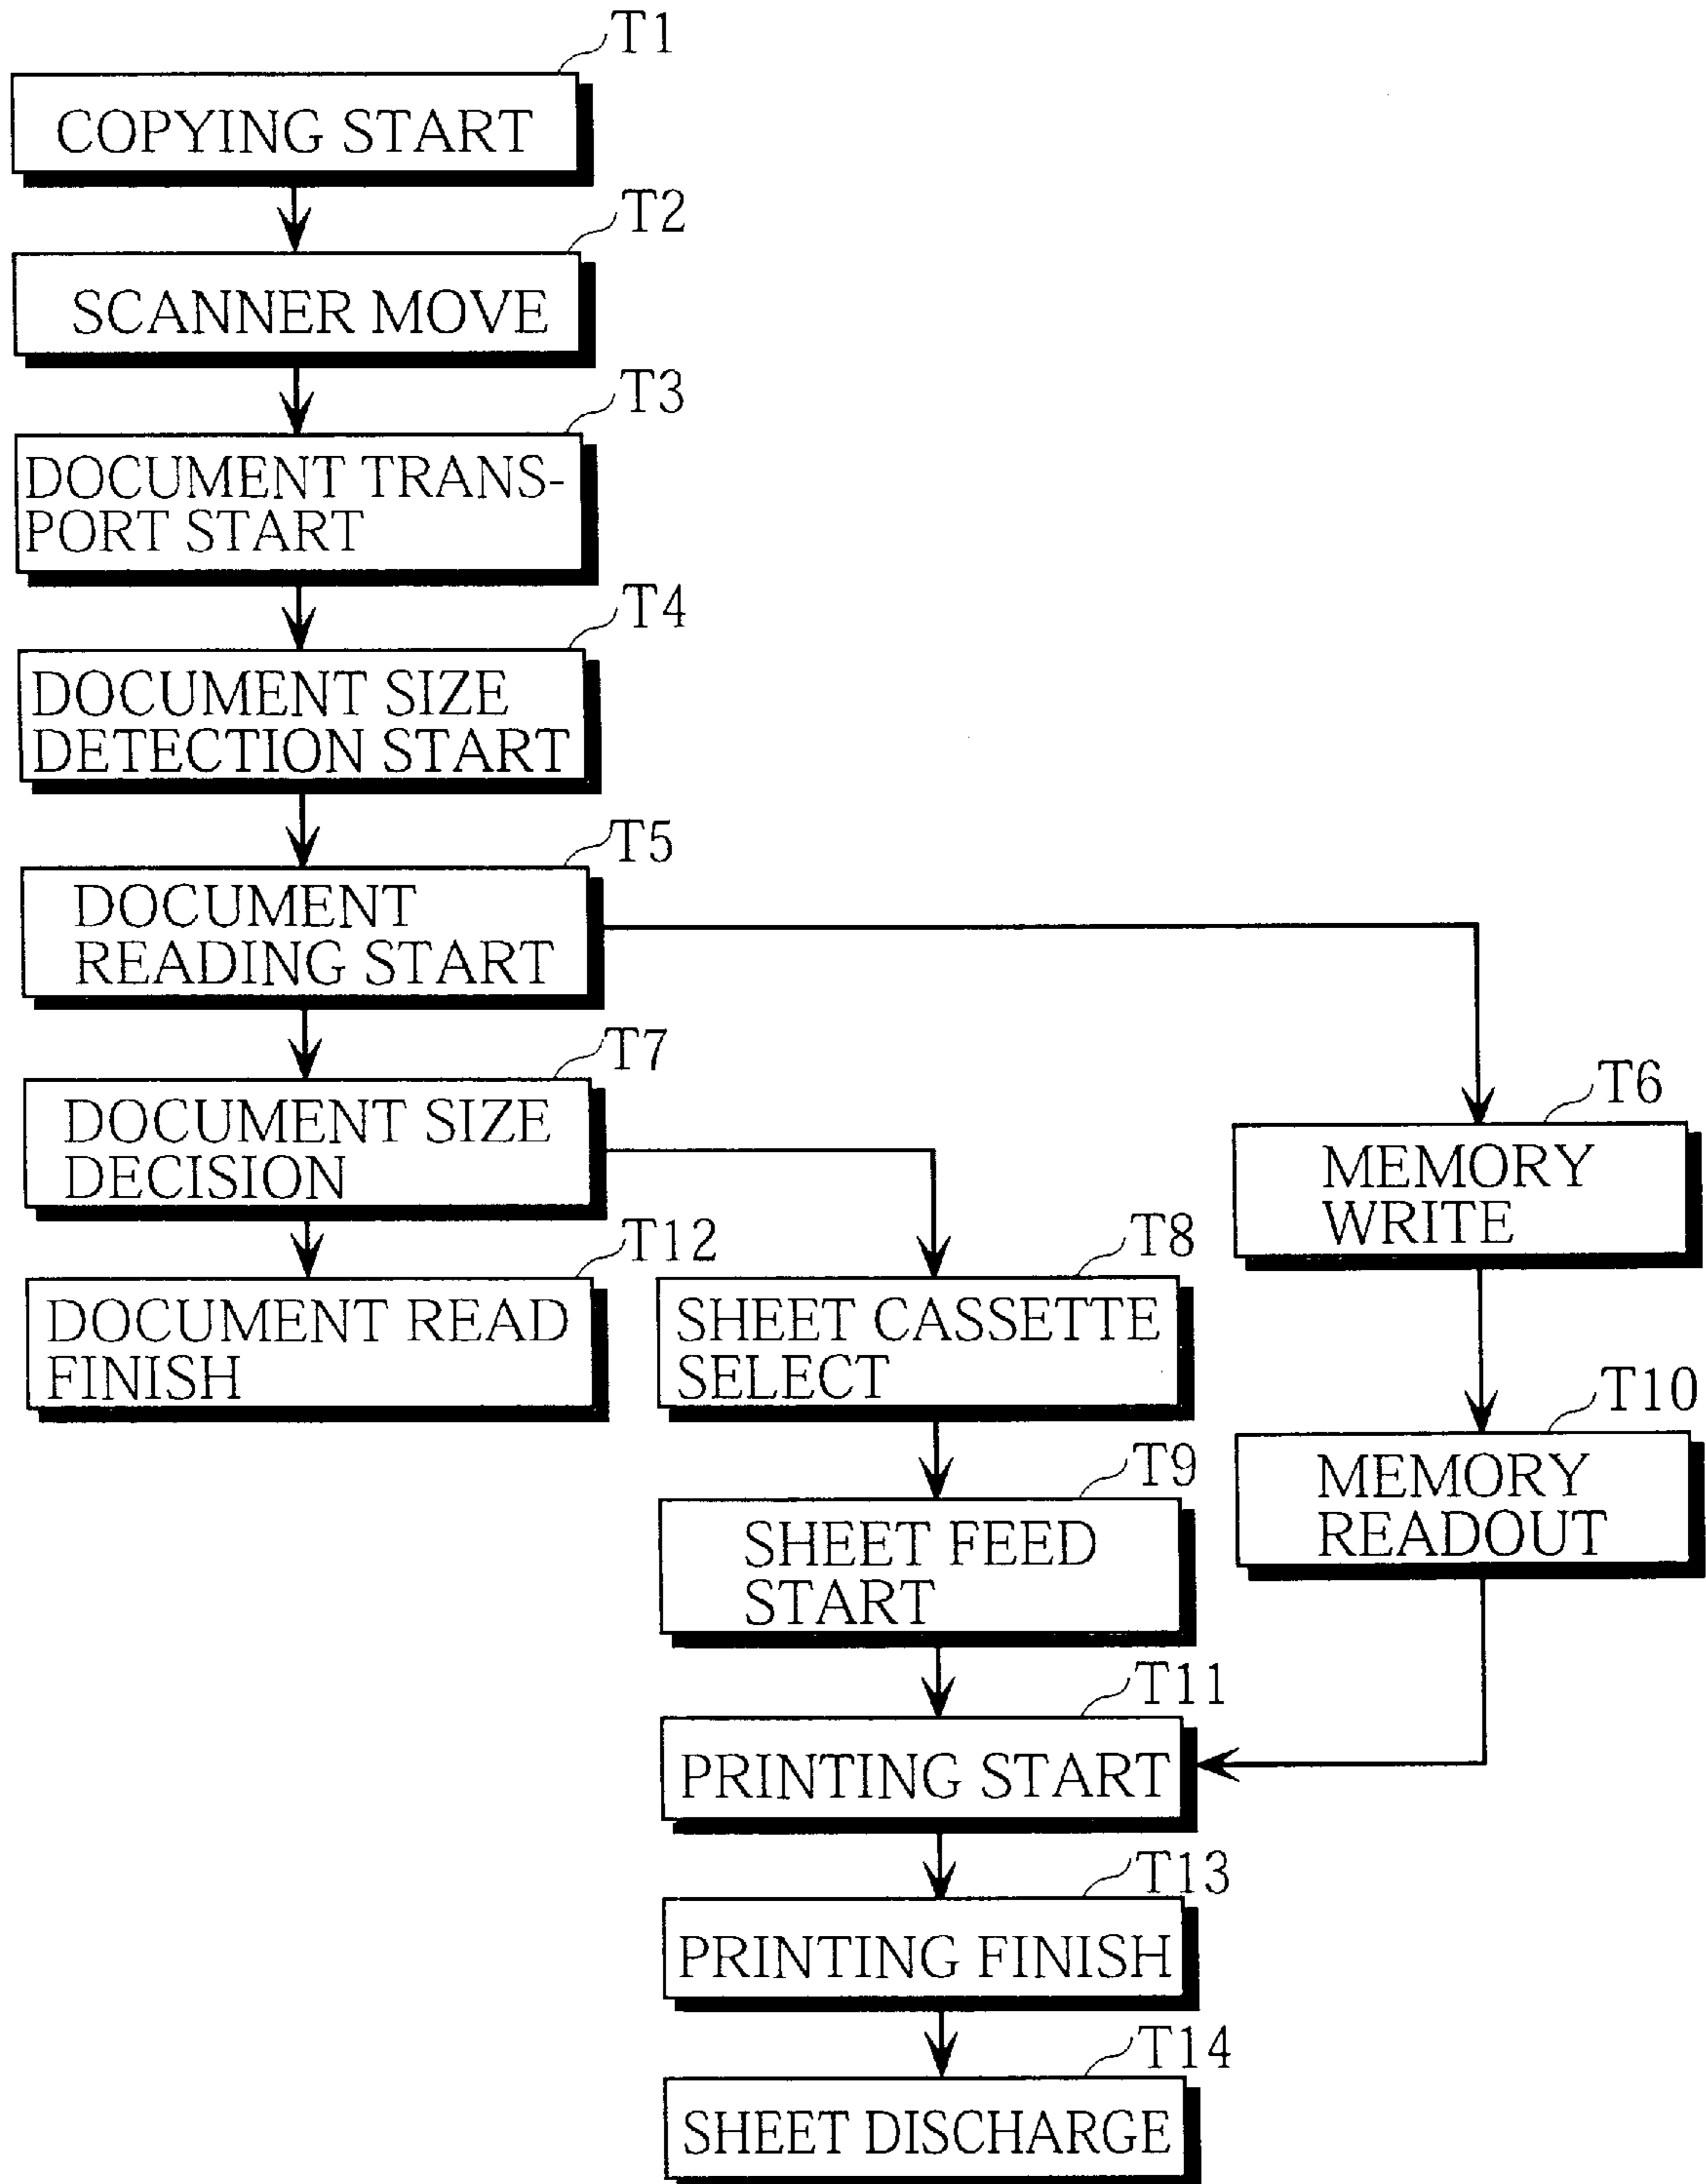 T1
COPYING START
T2
SCANNER MOVE
T3
DOCUMENT TRANS-
PORT START
T4
DOCUMENT SIZE
DETECTION START
T5
DOCUMENT
READING START
T7
DOCUMENT SIZE
DECISION
T6
MEMORY
WRITE
T12
DOCUMENT READ
FINISH
T8
SHEET CASSETTE
SELECT
T10
MEMORY
READOUT
T9
SHEET FEED
START
T11
PRINTING START
T13
PRINTING FINISH
T14
SHEET DISCHARGE